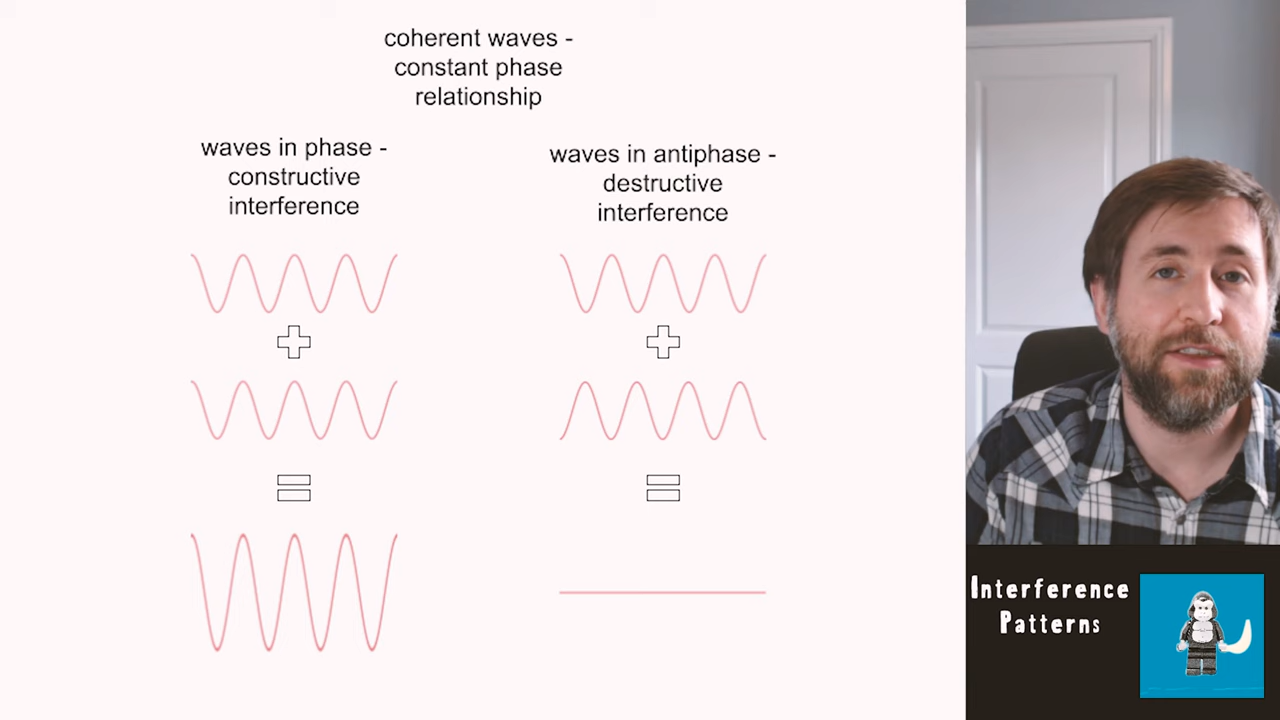 coherent waves -
constant phase
relationship
waves in phase -
constructive
interference
waves in antiphase -
destructive
interference
Interference
Patterns